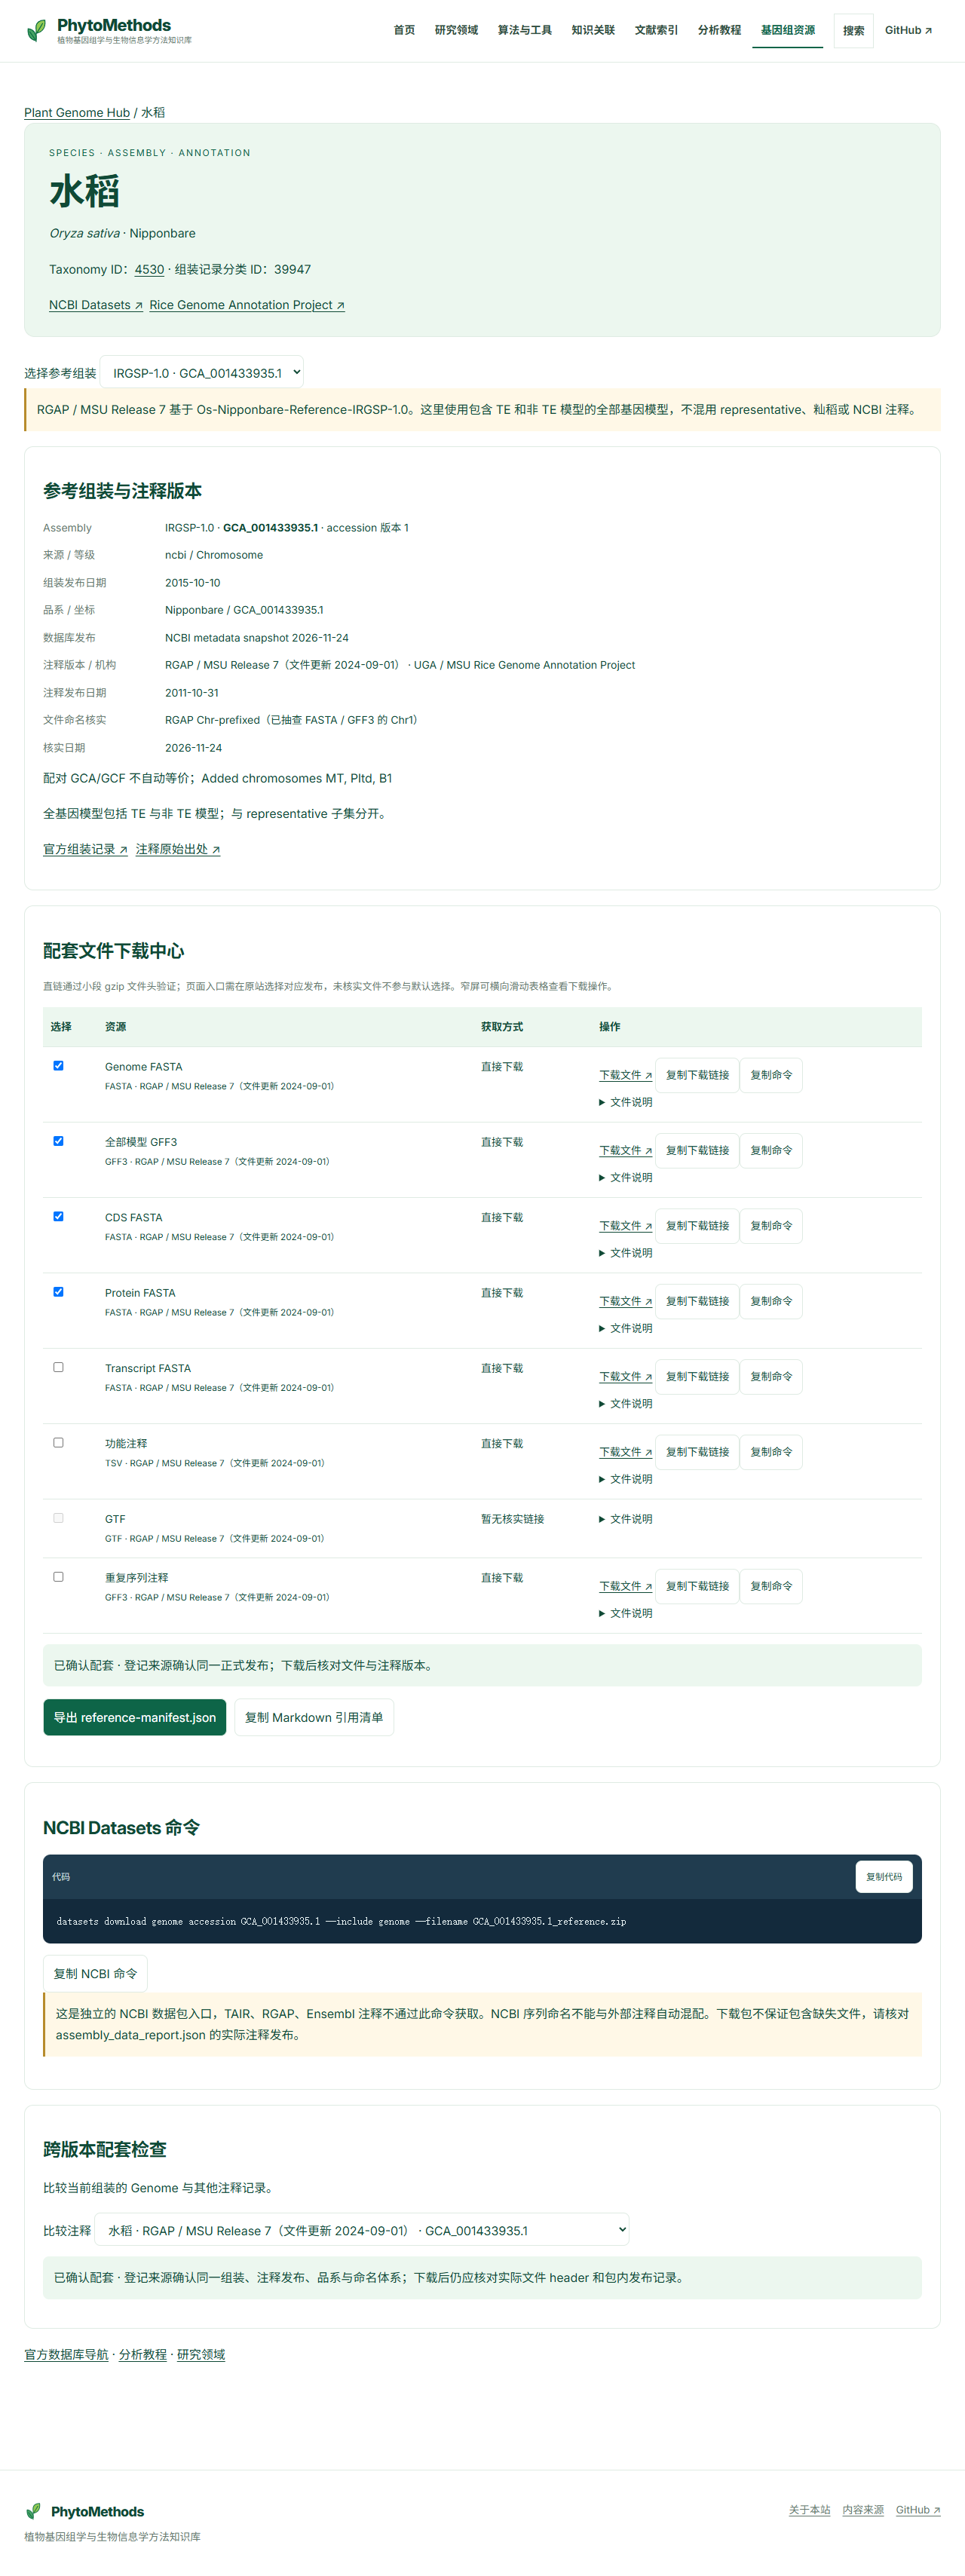 PhytoMethods
植物基因组学与生物信息学方法知识库
首页 研究领域 算法与工具 知识关联 文献索引 分析教程 基因组资源 搜索 GitHub ↗
Plant Genome Hub / 水稻
SPECIES · ASSEMBLY · ANNOTATION
水稻
Oryza sativa · Nipponbare
Taxonomy ID：4530 · 组装记录分类 ID：39947
NCBI Datasets ↗ Rice Genome Annotation Project ↗
选择参考组装 IRGSP-1.0 · GCA_001433935.1
RGAP / MSU Release 7 基于 Os-Nipponbare-Reference-IRGSP-1.0。这里使用包含 TE 和非 TE 模型的全部基因模型，不混用 representative、籼稻或 NCBI 注释。
参考组装与注释版本
Assembly IRGSP-1.0 · GCA_001433935.1 · accession 版本 1
来源 / 等级 ncbi / Chromosome
组装发布日期 2015-10-10
品系 / 坐标 Nipponbare / GCA_001433935.1
数据库发布 NCBI metadata snapshot 2026-11-24
注释版本 / 机构 RGAP / MSU Release 7（文件更新 2024-09-01） · UGA / MSU Rice Genome Annotation Project
注释发布日期 2011-10-31
文件命名核实 RGAP Chr-prefixed（已抽查 FASTA / GFF3 的 Chr1）
核实日期 2026-11-24
配对 GCA/GCF 不自动等价；Added chromosomes MT, Pltd, B1
全基因模型包括 TE 与非 TE 模型；与 representative 子集分开。
官方组装记录 ↗ 注释原始出处 ↗
配套文件下载中心
直链通过小段 gzip 文件头验证；页面入口需在原站选择对应发布，未核实文件不参与默认选择。窄屏可横向滑动表格查看下载操作。
选择 资源 获取方式 操作
Genome FASTA 直接下载 下载文件 ↗ 复制下载链接 复制命令
FASTA · RGAP / MSU Release 7（文件更新 2024-09-01）
▶ 文件说明
全部模型 GFF3 直接下载 下载文件 ↗ 复制下载链接 复制命令
GFF3 · RGAP / MSU Release 7（文件更新 2024-09-01）
▶ 文件说明
CDS FASTA 直接下载 下载文件 ↗ 复制下载链接 复制命令
FASTA · RGAP / MSU Release 7（文件更新 2024-09-01）
▶ 文件说明
Protein FASTA 直接下载 下载文件 ↗ 复制下载链接 复制命令
FASTA · RGAP / MSU Release 7（文件更新 2024-09-01）
▶ 文件说明
Transcript FASTA 直接下载 下载文件 ↗ 复制下载链接 复制命令
FASTA · RGAP / MSU Release 7（文件更新 2024-09-01）
▶ 文件说明
功能注释 直接下载 下载文件 ↗ 复制下载链接 复制命令
TSV · RGAP / MSU Release 7（文件更新 2024-09-01）
▶ 文件说明
GTF 暂无核实链接 ▶ 文件说明
GTF · RGAP / MSU Release 7（文件更新 2024-09-01）
重复序列注释 直接下载 下载文件 ↗ 复制下载链接 复制命令
GFF3 · RGAP / MSU Release 7（文件更新 2024-09-01）
▶ 文件说明
已确认配套 · 登记来源确认同一正式发布；下载后核对文件与注释版本。
导出 reference-manifest.json 复制 Markdown 引用清单
NCBI Datasets 命令
代码 复制代码
datasets download genome accession GCA_001433935.1 --include genome --filename GCA_001433935.1_reference.zip
复制 NCBI 命令
这是独立的 NCBI 数据包入口，TAIR、RGAP、Ensembl 注释不通过此命令获取。NCBI 序列命名不能与外部注释自动混配。下载包不保证包含缺失文件，请核对
assembly_data_report.json 的实际注释发布。
跨版本配套检查
比较当前组装的 Genome 与其他注释记录。
比较注释 水稻 · RGAP / MSU Release 7（文件更新 2024-09-01） · GCA_001433935.1
已确认配套 · 登记来源确认同一组装、注释发布、品系与命名体系；下载后仍应核对实际文件 header 和包内发布记录。
官方数据库导航 · 分析教程 · 研究领域
PhytoMethods
植物基因组学与生物信息学方法知识库
关于本站 内容来源 GitHub ↗